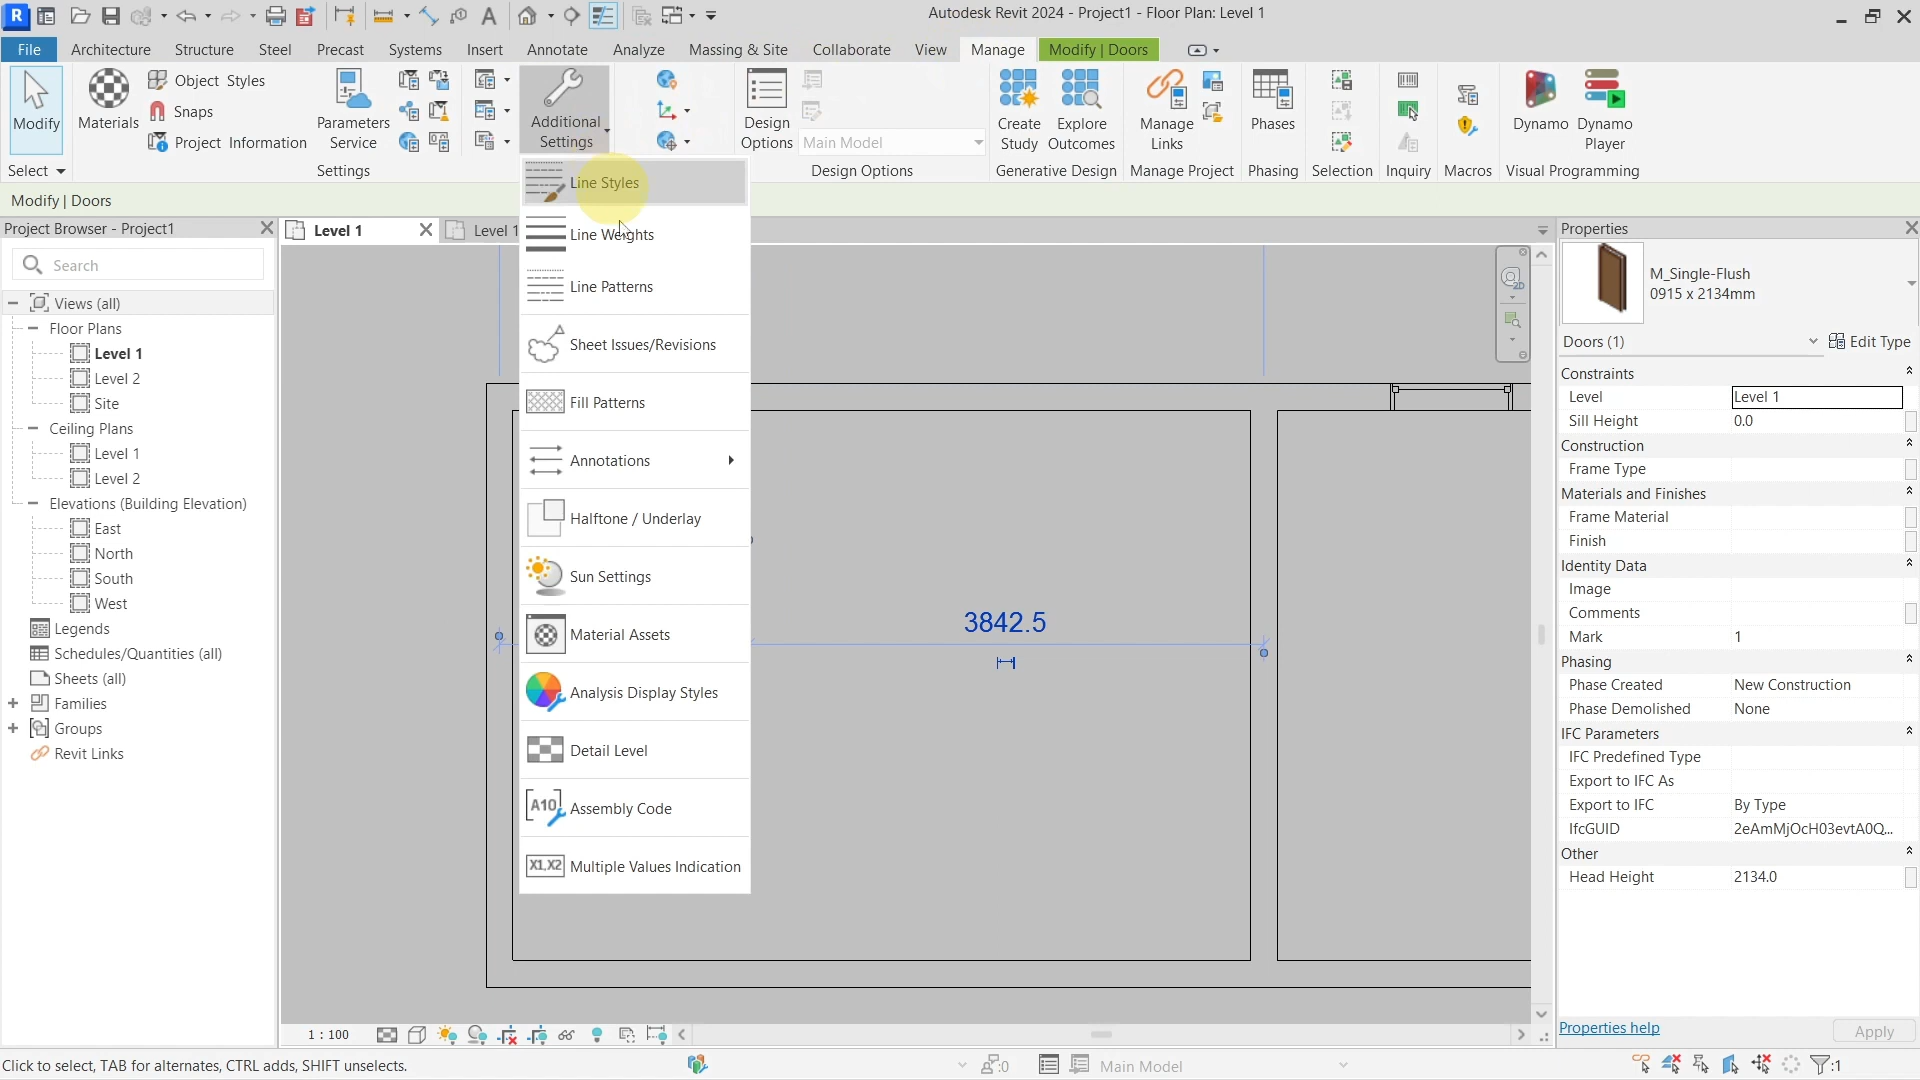 Autodesk Revit 2024 - Project1 - Floor Plan: Level 1
File Architecture Structure Steel Precast Systems Insert Annotate Analyze Massing & Site Collaborate View Manage Modify | Doors
Modify
Select
Materials
Object Styles
Snaps
Project Information
Parameters
Service
Settings
Additional
Settings
Design
Options
Main Model
Design Options
Create
Study
Explore
Outcomes
Generative Design
Manage
Links
Manage Project
Phases
Phasing
Selection
Inquiry
Macros
Dynamo
Dynamo
Player
Visual Programming
Modify | Doors
Project Browser - Project1
Search
Views (all)
Floor Plans
Level 1
Level 2
Site
Ceiling Plans
Level 1
Level 2
Elevations (Building Elevation)
East
North
South
West
Legends
Schedules/Quantities (all)
Sheets (all)
Families
Groups
Revit Links
Level 1
Level 1
Line Styles
Line Weights
Line Patterns
Sheet Issues/Revisions
Fill Patterns
Annotations
Halftone / Underlay
Sun Settings
Material Assets
Analysis Display Styles
Detail Level
A10
Assembly Code
X1,X2
Multiple Values Indication
3842.5
2D
Properties
M_Single-Flush
0915 x 2134mm
Doors (1)
Edit Type
Constraints
Level Level 1
Sill Height 0.0
Construction
Frame Type
Materials and Finishes
Frame Material
Finish
Identity Data
Image
Comments
Mark 1
Phasing
Phase Created New Construction
Phase Demolished None
IFC Parameters
IFC Predefined Type
Export to IFC As
Export to IFC By Type
IfcGUID 2eAmMjOcH03evtA0Q...
Other
Head Height 2134.0
Properties help
Apply
1 : 100
Click to select, TAB for alternates, CTRL adds, SHIFT unselects.
:0
Main Model
:1